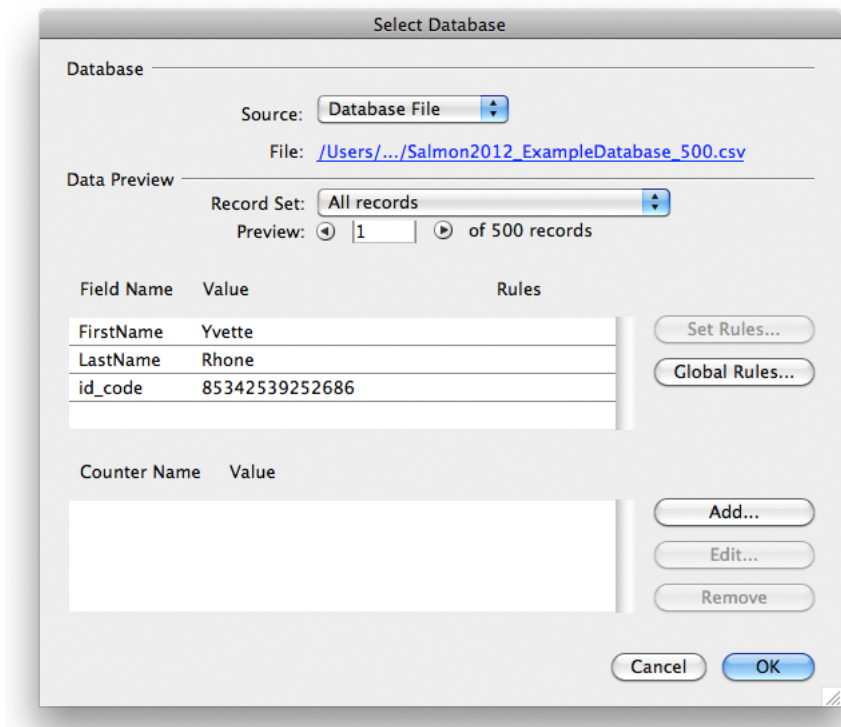 Select Database
Database
Source: Database File
File: /Users/.../Salmon2012_ExampleDatabase_500.csv
Data Preview
Record Set: All records
Preview: 1 of 500 records
Field Name Value Rules
FirstName Yvette
Set Rules...
LastName Rhone
Global Rules...
id_code 85342539252686
Counter Name Value
Add...
Edit...
Remove
Cancel OK